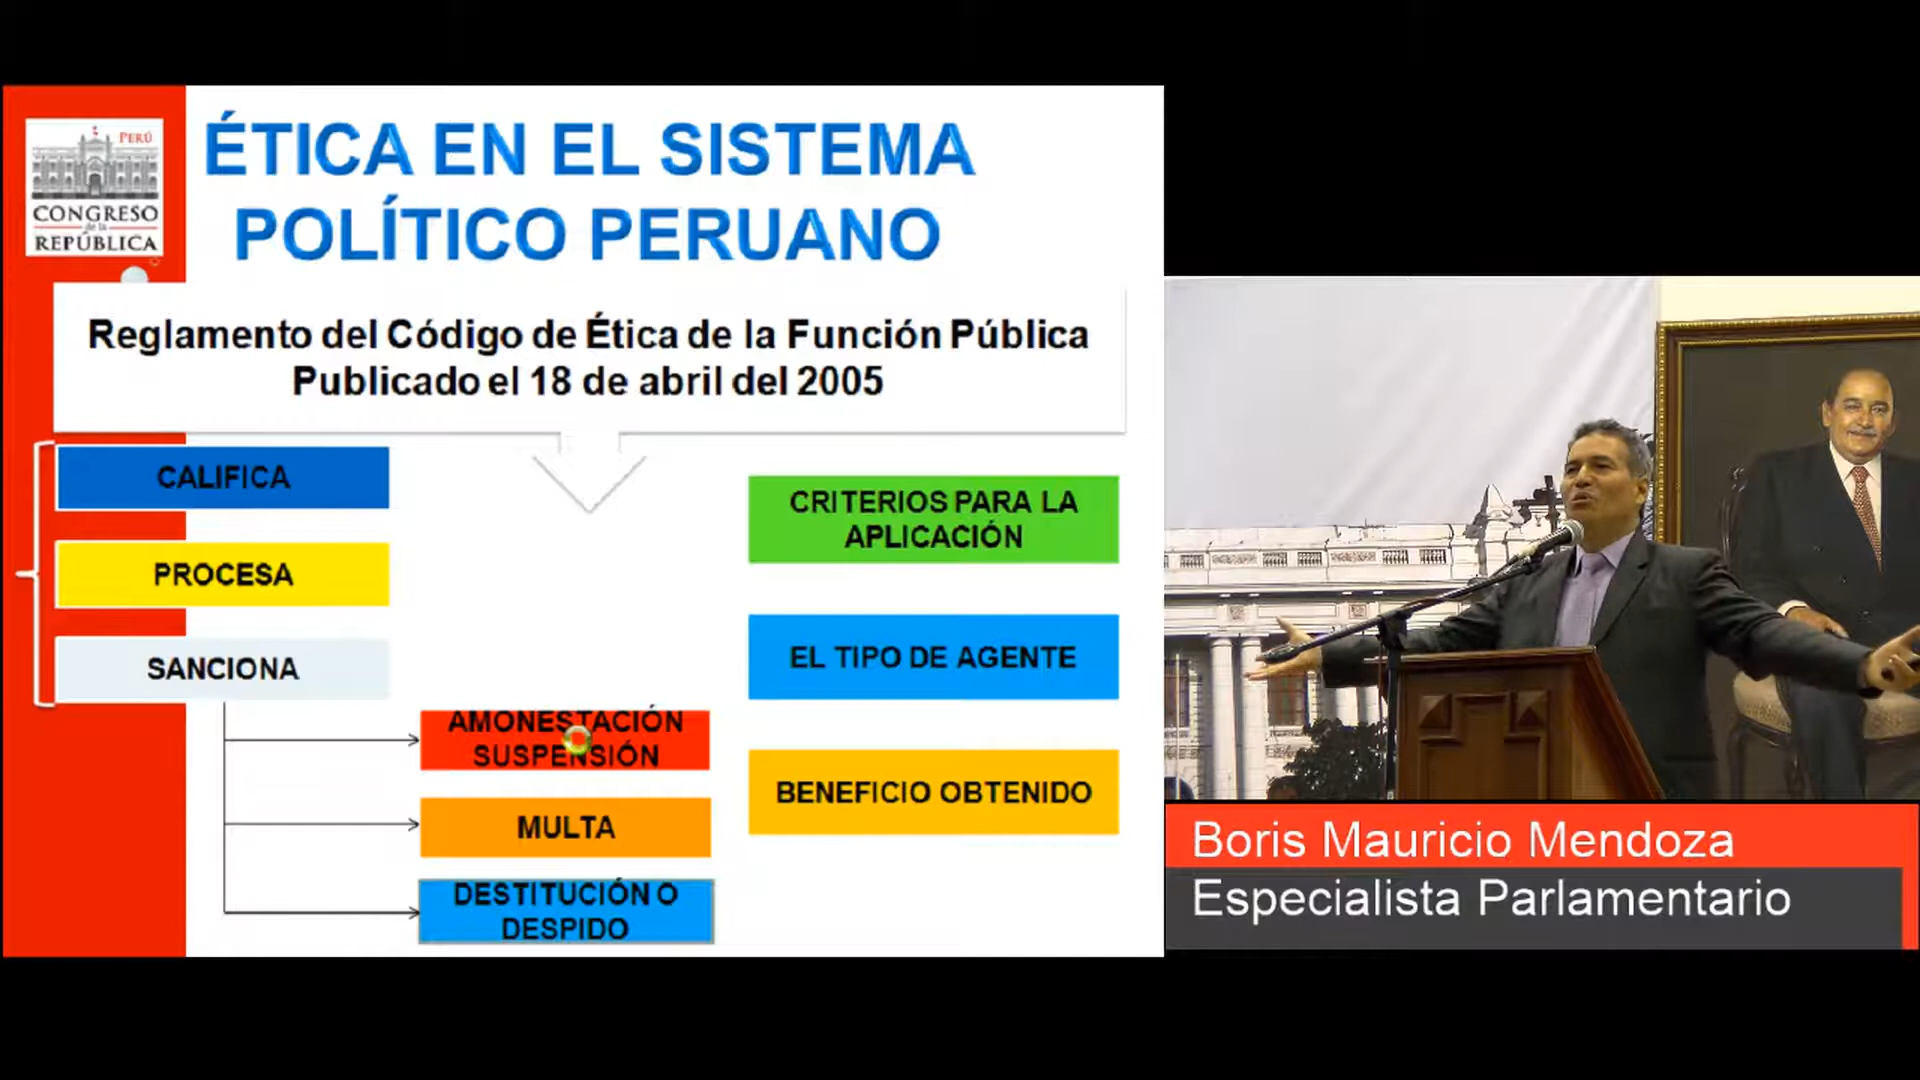 PERÚ
CONGRESO
de la
REPÚBLICA
ÉTICA EN EL SISTEMA
POLÍTICO PERUANO
Reglamento del Código de Ética de la Función Pública
Publicado el 18 de abril del 2005
CALIFICA
PROCESA
SANCIONA
AMONESTACIÓN
SUSPENSIÓN
MULTA
DESTITUCIÓN O
DESPIDO
CRITERIOS PARA LA
APLICACIÓN
EL TIPO DE AGENTE
BENEFICIO OBTENIDO
Boris Mauricio Mendoza
Especialista Parlamentario